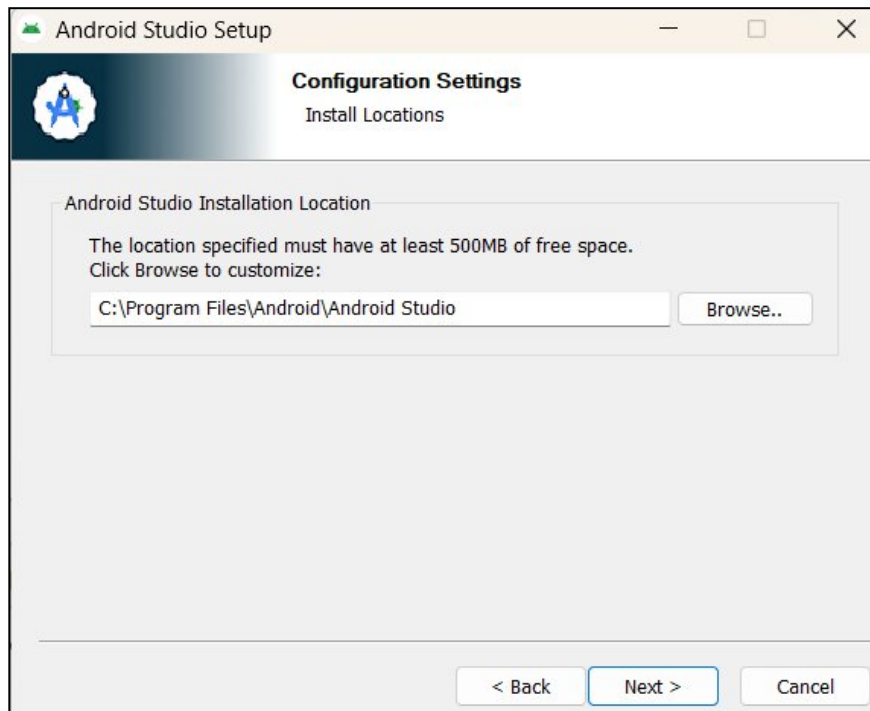 Android Studio Setup
Configuration Settings
Install Locations
Android Studio Installation Location
The location specified must have at least 500MB of free space.
Click Browse to customize:
C:\Program Files\Android\Android Studio
Browse..
< Back
Next >
Cancel